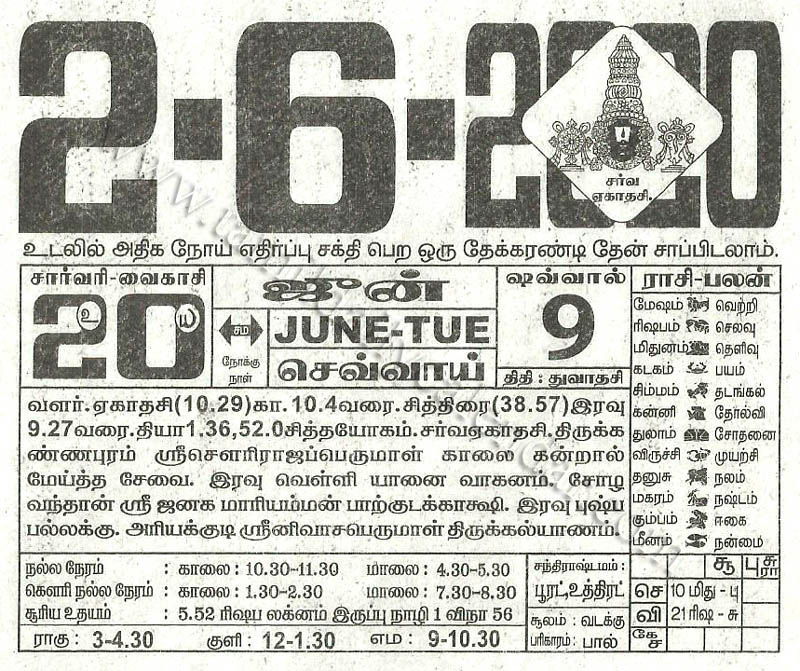 2-6-2020
சர்வ
ஏகாதசி.
உடலில் அதிக நோய் எதிர்ப்பு சக்தி பெற ஒரு தேக்கரண்டி தேன் சாப்பிடலாம்.
சார்வரி-வைகாசி
20
உ ய
சம
நோக்கு
நாள்
ஜுன்
JUNE-TUE
செவ்வாய்
ஷவ்வால்
9
திதி : துவாதசி
ராசி-பலன்
மேஷம் வெற்றி
ரிஷபம் செலவு
மிதுனம் தெளிவு
கடகம் பயம்
சிம்மம் தடங்கல்
கன்னி தோல்வி
துலாம் சோதனை
விருச்சி முயற்சி
தனுசு நலம்
மகரம் நஷ்டம்
கும்பம் ஈகை
மீனம் நன்மை
வளர்.ஏகாதசி(10.29)கா.10.4வரை.சித்திரை(38.57)இரவு
9.27வரை.தியா1.36,52.0சித்தயோகம்.சர்வஏகாதசி.திருக்க
ண்ணபுரம் ஸ்ரீசௌரிராஜப்பெருமாள் காலை கன்றால்
மேய்த்த சேவை. இரவு வெள்ளி யானை வாகனம். சோழ
வந்தான் ஸ்ரீ ஜனக மாரியம்மன் பாற்குடக்காக்ஷி. இரவு புஷ்ப
பல்லக்கு. அரியக்குடி ஸ்ரீனிவாசபெருமாள் திருக்கல்யாணம்.
நல்ல நேரம் : காலை : 10.30-11.30 மாலை : 4.30-5.30
கௌரி நல்ல நேரம் : காலை : 1.30-2.30 மாலை : 7.30-8.30
சூரிய உதயம் : 5.52 ரிஷப லக்னம் இருப்பு நாழி 1 விநா 56
ராகு : 3-4.30 குளி : 12-1.30 எம : 9-10.30
சந்திராஷ்டமம் :
பூரட்,உத்திரட்
சூலம் : வடக்கு
பரிகாரம் : பால்
சூ பு சு ரா
செ 10 மிது - பு
வி 21 ரிஷ - சு
கே